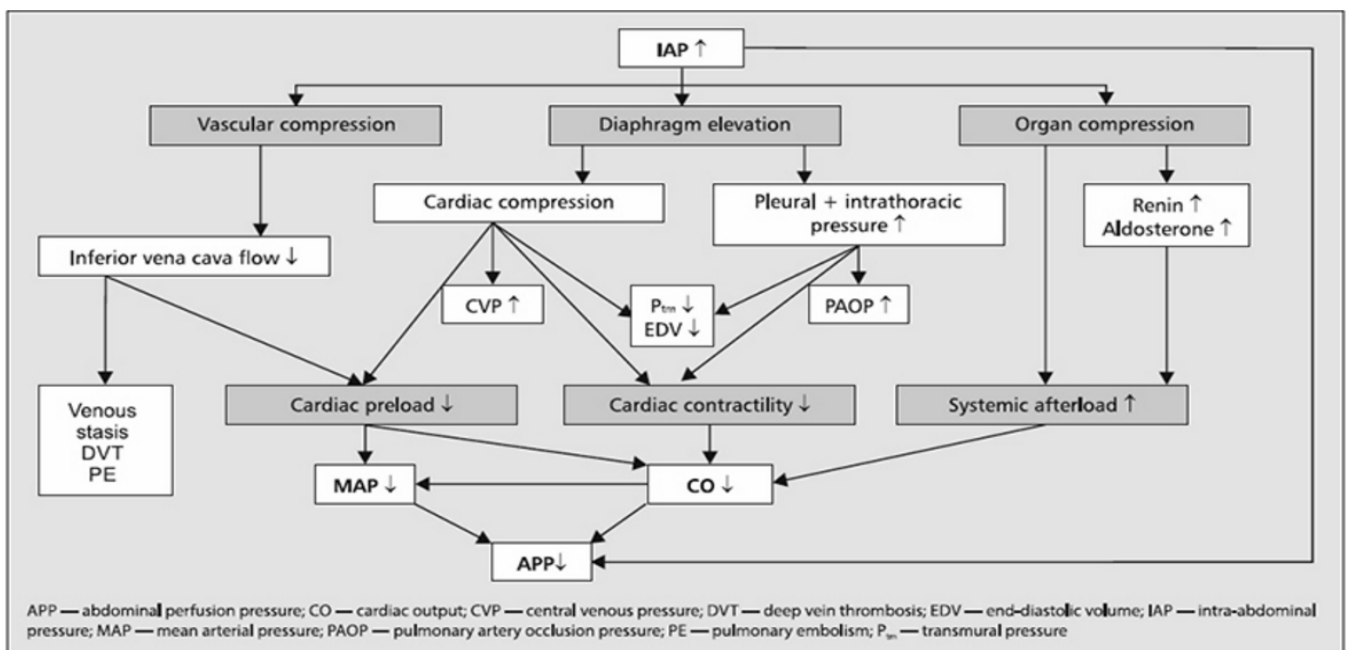 IAP ↑
Vascular compression
Diaphragm elevation
Organ compression
Cardiac compression
Pleural + intrathoracic
pressure ↑
Renin ↑
Aldosterone ↑
Inferior vena cava flow ↓
CVP ↑
Ptm ↓
EDV ↓
PAOP ↑
Venous
stasis
DVT
PE
Cardiac preload ↓
Cardiac contractility ↓
Systemic afterload ↑
MAP ↓
CO ↓
APP↓
APP — abdominal perfusion pressure; CO — cardiac output; CVP — central venous pressure; DVT — deep vein thrombosis; EDV — end-diastolic volume; IAP — intra-abdominal
pressure; MAP — mean arterial pressure; PAOP — pulmonary artery occlusion pressure; PE — pulmonary embolism; Ptm — transmural pressure